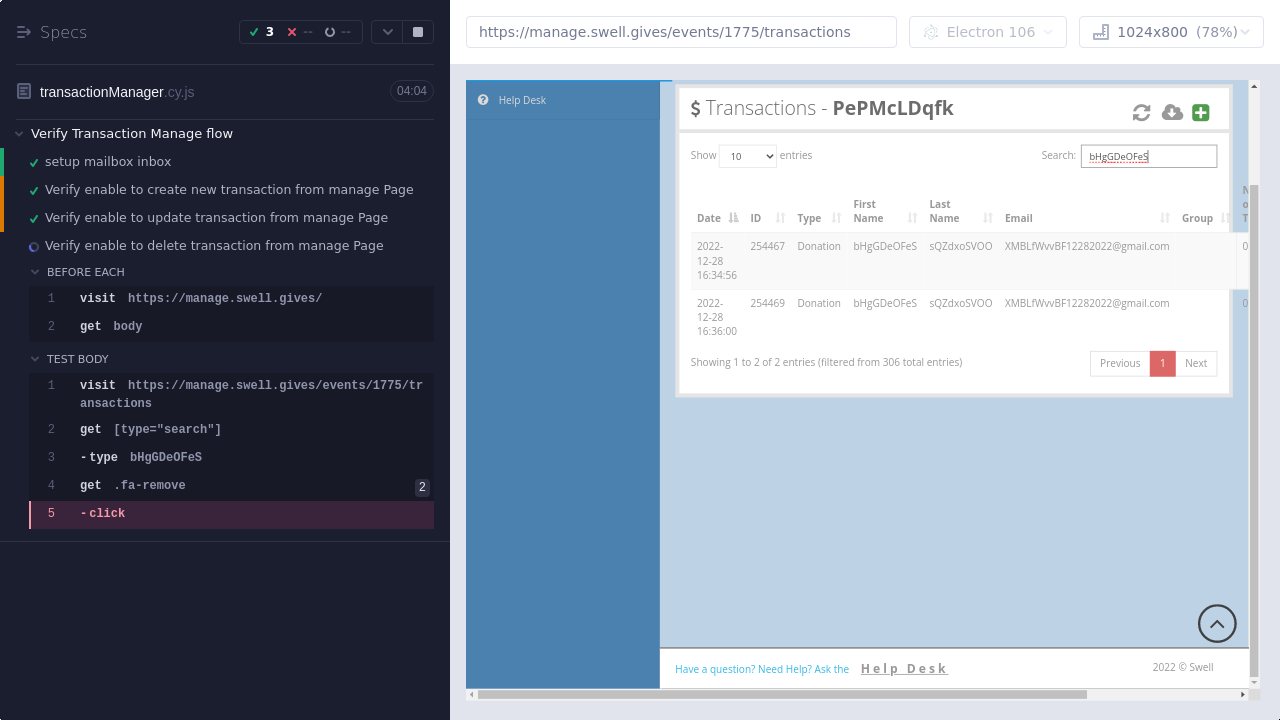 Specs
3
--
--
https://manage.swell.gives/events/1775/transactions
Electron 106
1024x800 (78%)
transactionManager.cy.js
04:04
Verify Transaction Manage flow
setup mailbox inbox
Verify enable to create new transaction from manage Page
Verify enable to update transaction from manage Page
Verify enable to delete transaction from manage Page
BEFORE EACH
1 visit https://manage.swell.gives/
2 get body
TEST BODY
1 visit https://manage.swell.gives/events/1775/tr
ansactions
2 get [type="search"]
3 -type bHgGDeOFeS
4 get .fa-remove 2
5 -click
Help Desk
$ Transactions - PePMcLDqfk
Show 10 entries
Search: bHgGDeOFeS
Date ID Type First Name Last Name Email Group
2022-12-28 16:34:56 254467 Donation bHgGDeOFeS sQZdxoSVOO XMBLfWvvBF12282022@gmail.com 0
2022-12-28 16:36:00 254469 Donation bHgGDeOFeS sQZdxoSVOO XMBLfWvvBF12282022@gmail.com 0
Showing 1 to 2 of 2 entries (filtered from 306 total entries)
Previous 1 Next
Have a question? Need Help? Ask the Help Desk
2022 © Swell